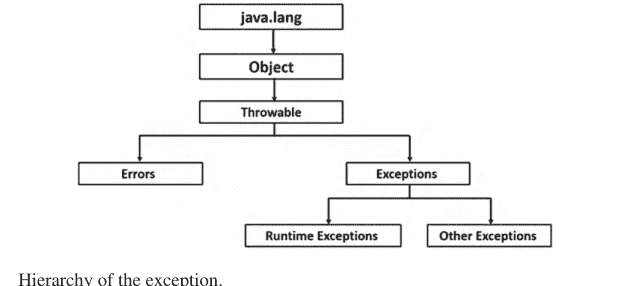 java.lang
Object
Throwable
Errors
Exceptions
Runtime Exceptions
Other Exceptions
Hierarchy of the exception.